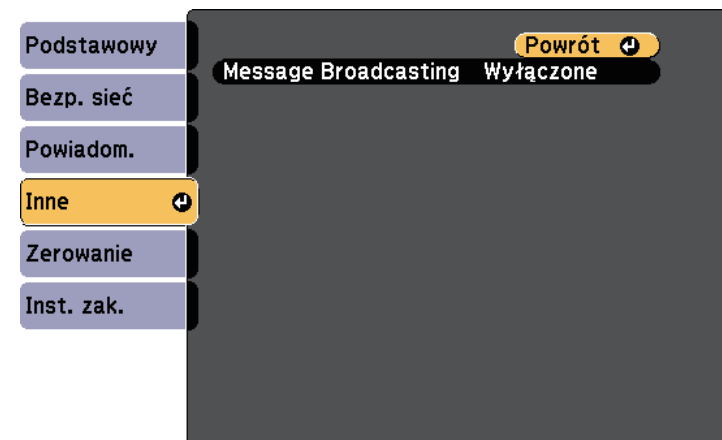 Podstawowy
Bezp. sieć
Powiadom.
Inne
Zerowanie
Inst. zak.
Powrót
Message Broadcasting Wyłączone